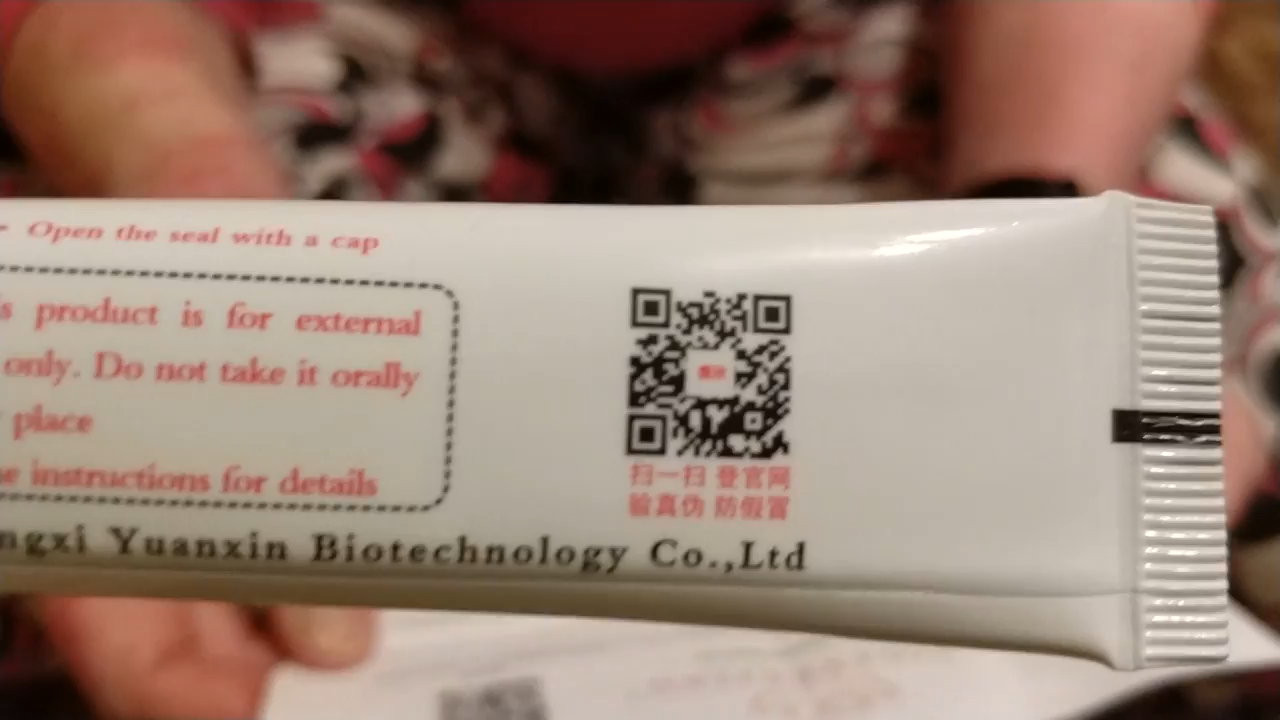 Open the seal with a cap
product is for external
only. Do not take it orally
place
instructions for details
扫一扫 登官网
验真伪 防假冒
Yuanxin Biotechnology Co.,Ltd